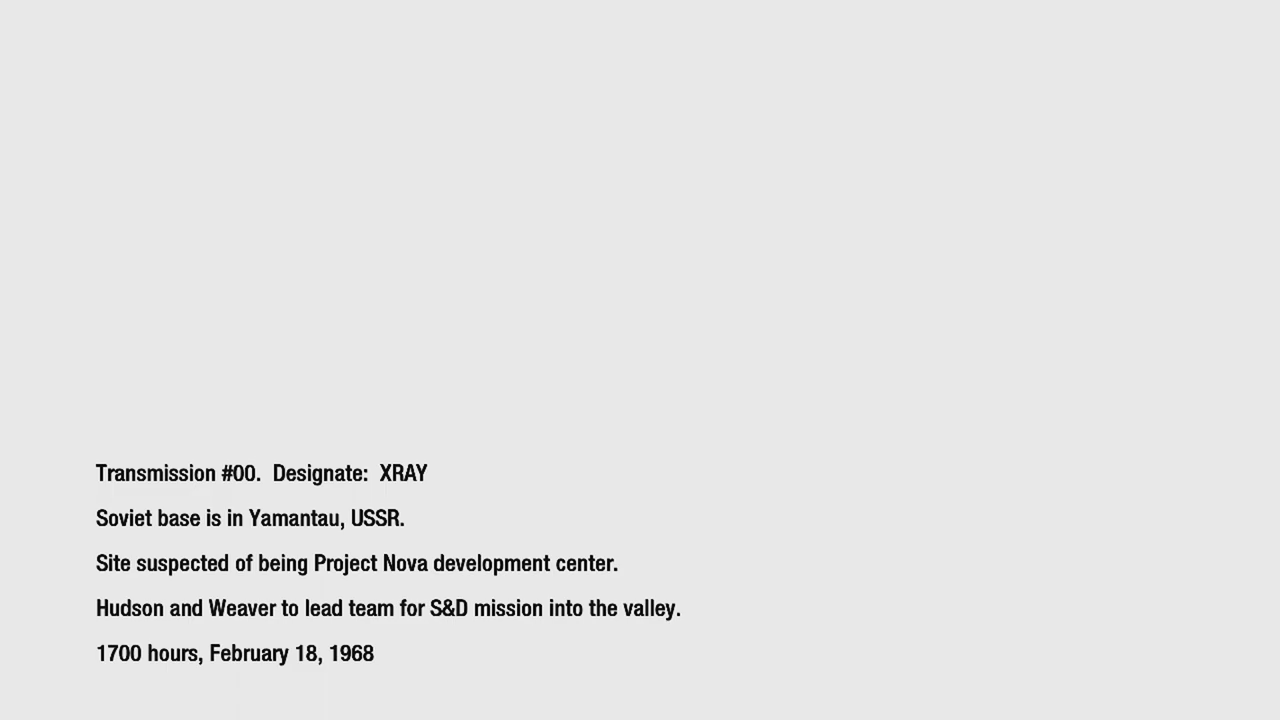 Transmission #00.  Designate:  XRAY
Soviet base is in Yamantau, USSR.
Site suspected of being Project Nova development center.
Hudson and Weaver to lead team for S&D mission into the valley.
1700 hours, February 18, 1968